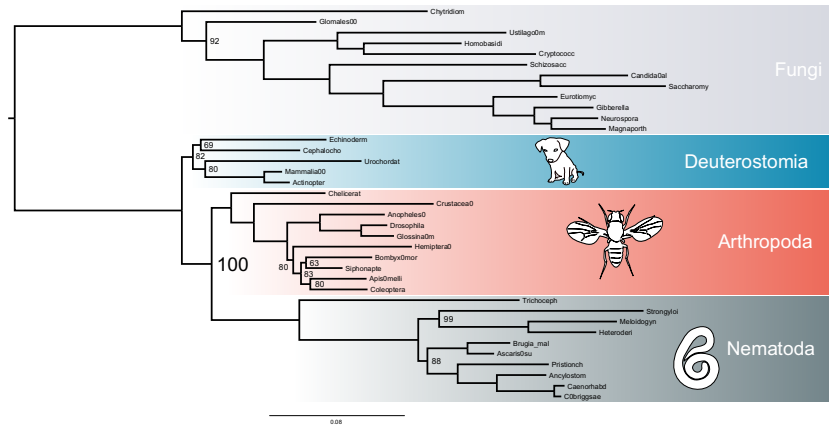 Chytridiom
Glomales00
92
Ustilago0m
Homobasidi
Cryptococc
Schizosacc
Candida0al
Fungi
Saccharomy
Eurotiomyc
Gibberella
Neurospora
Magnaporth
Echinoderm
69
Cephalocho
82
Urochordat
Deuterostomia
80
Mammalia00
Actinopter
Chelicerat
Crustacea0
Anopheles0
Drosophila
Glossina0m
Arthropoda
Hemiptera0
Bombyx0mor
100
80
63
Siphonapte
83
Apis0melli
80
Coleoptera
Trichoceph
Strongyloi
99
Meloidogyn
Heteroderi
Brugia_mal
Nematoda
Ascaris0su
88
Pristionch
Ancylostom
Caenorhabd
C0briggsae
0.08